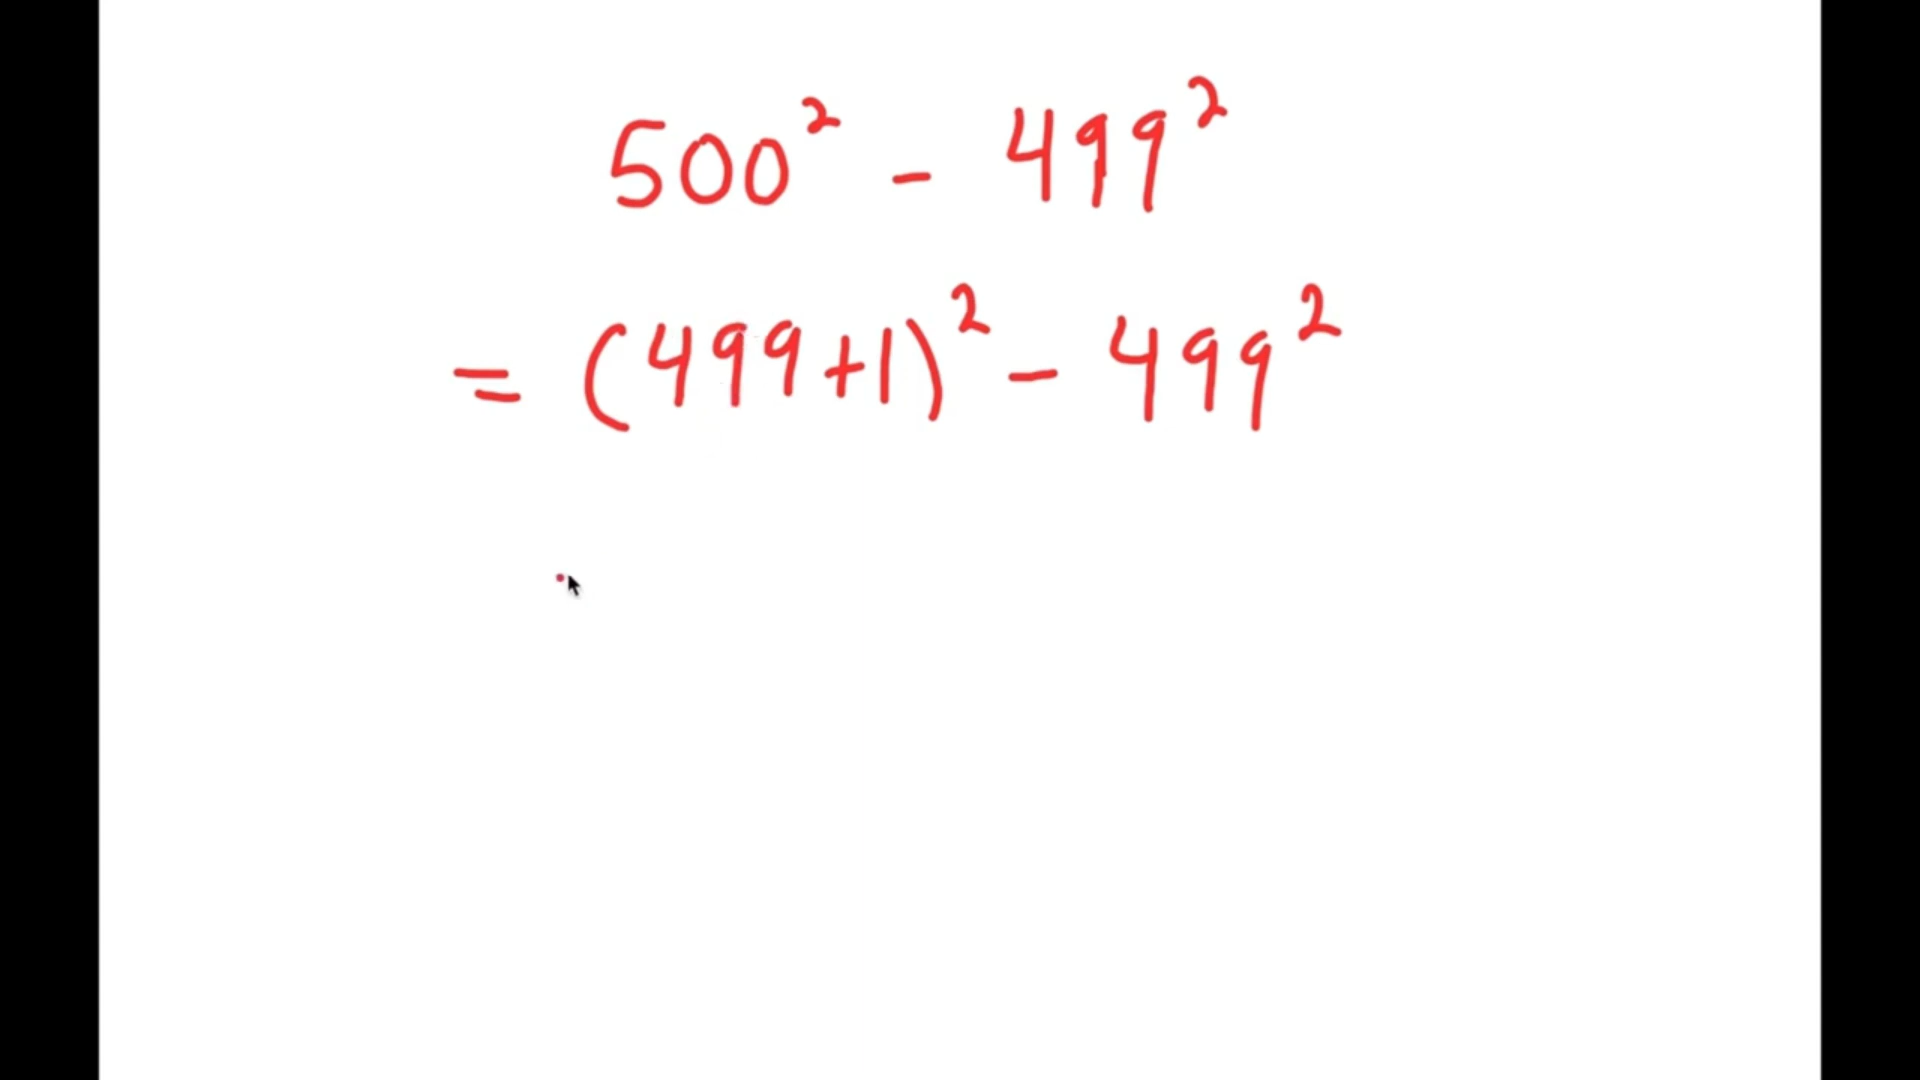 500² - 499²
= (499+1)² - 499²